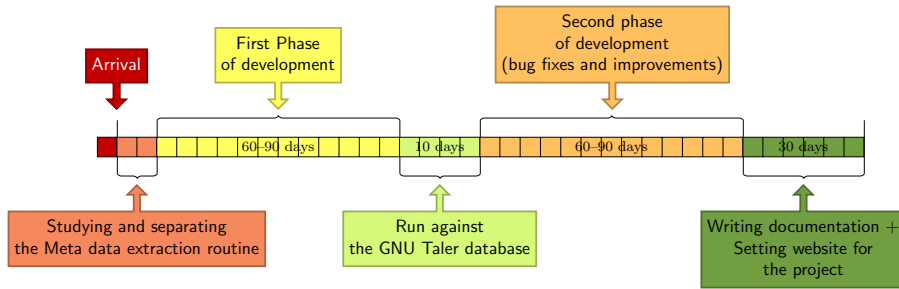 Arrival
First Phase
of development
Second phase
of development
(bug fixes and improvements)
60–90 days
10 days
60–90 days
30 days
Studying and separating
the Meta data extraction routine
Run against
the GNU Taler database
Writing documentation +
Setting website for
the project